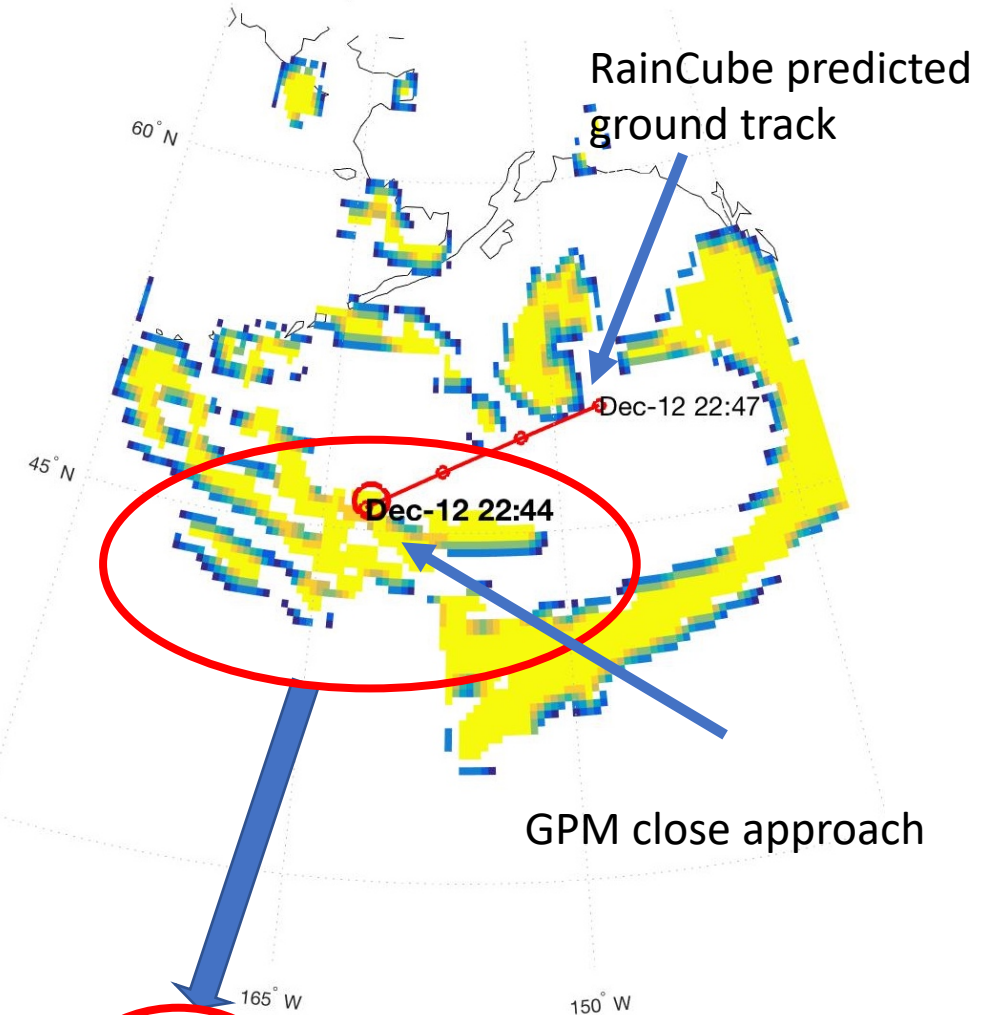 RainCube predicted
ground track
60° N
Dec-12 22:47
45° N
Dec-12 22:44
GPM close approach
165° W
150° W